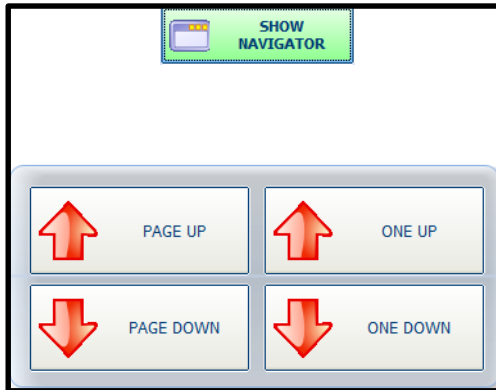 SHOW
NAVIGATOR
PAGE UP
ONE UP
PAGE DOWN
ONE DOWN